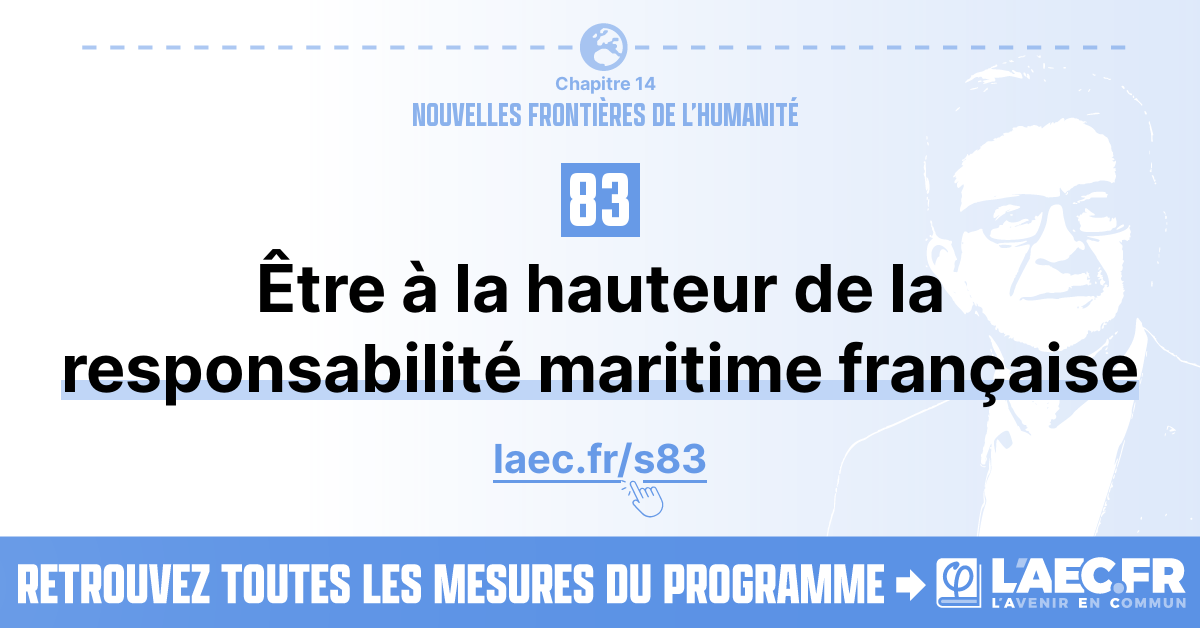 Chapitre 14
NOUVELLES FRONTIÈRES DE L'HUMANITÉ
83
Être à la hauteur de la
responsabilité maritime française
laec.fr/s83
RETROUVEZ TOUTES LES MESURES DU PROGRAMME
φ
L'AEC.FR
L'AVENIR EN COMMUN